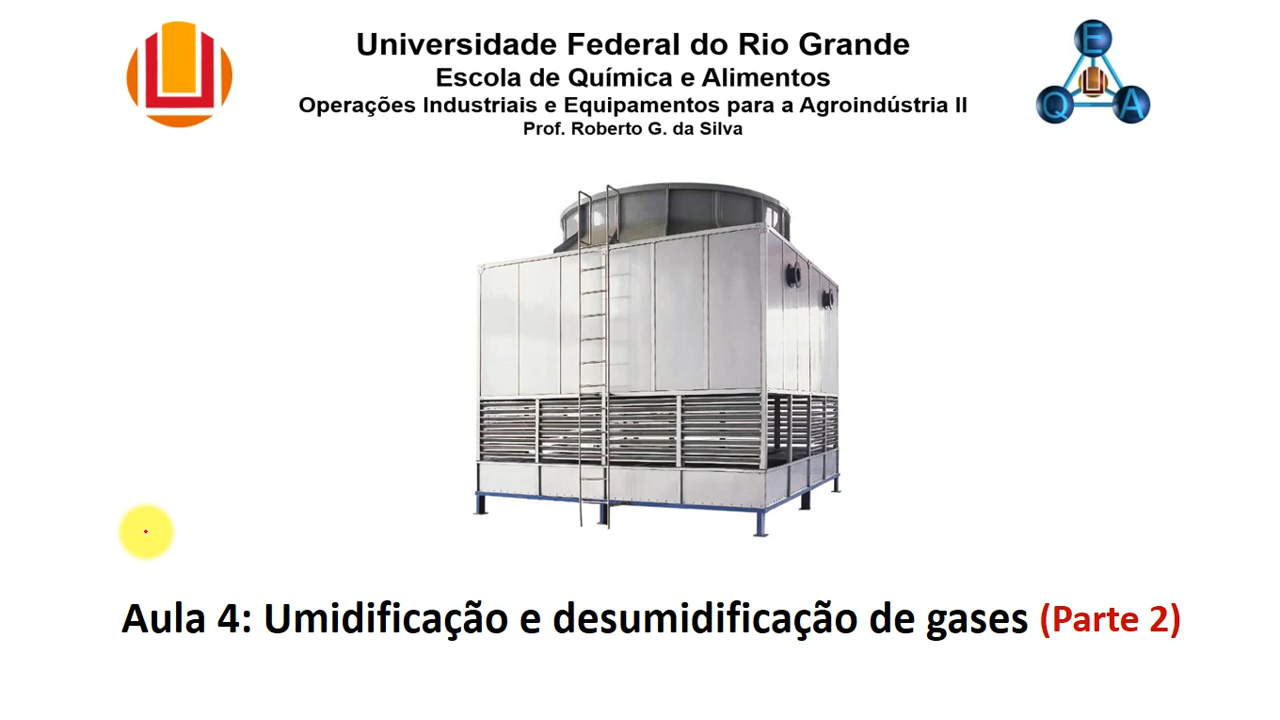 Universidade Federal do Rio Grande
Escola de Química e Alimentos
Operações Industriais e Equipamentos para a Agroindústria II
Prof. Roberto G. da Silva
E
Q A
Aula 4: Umidificação e desumidificação de gases (Parte 2)